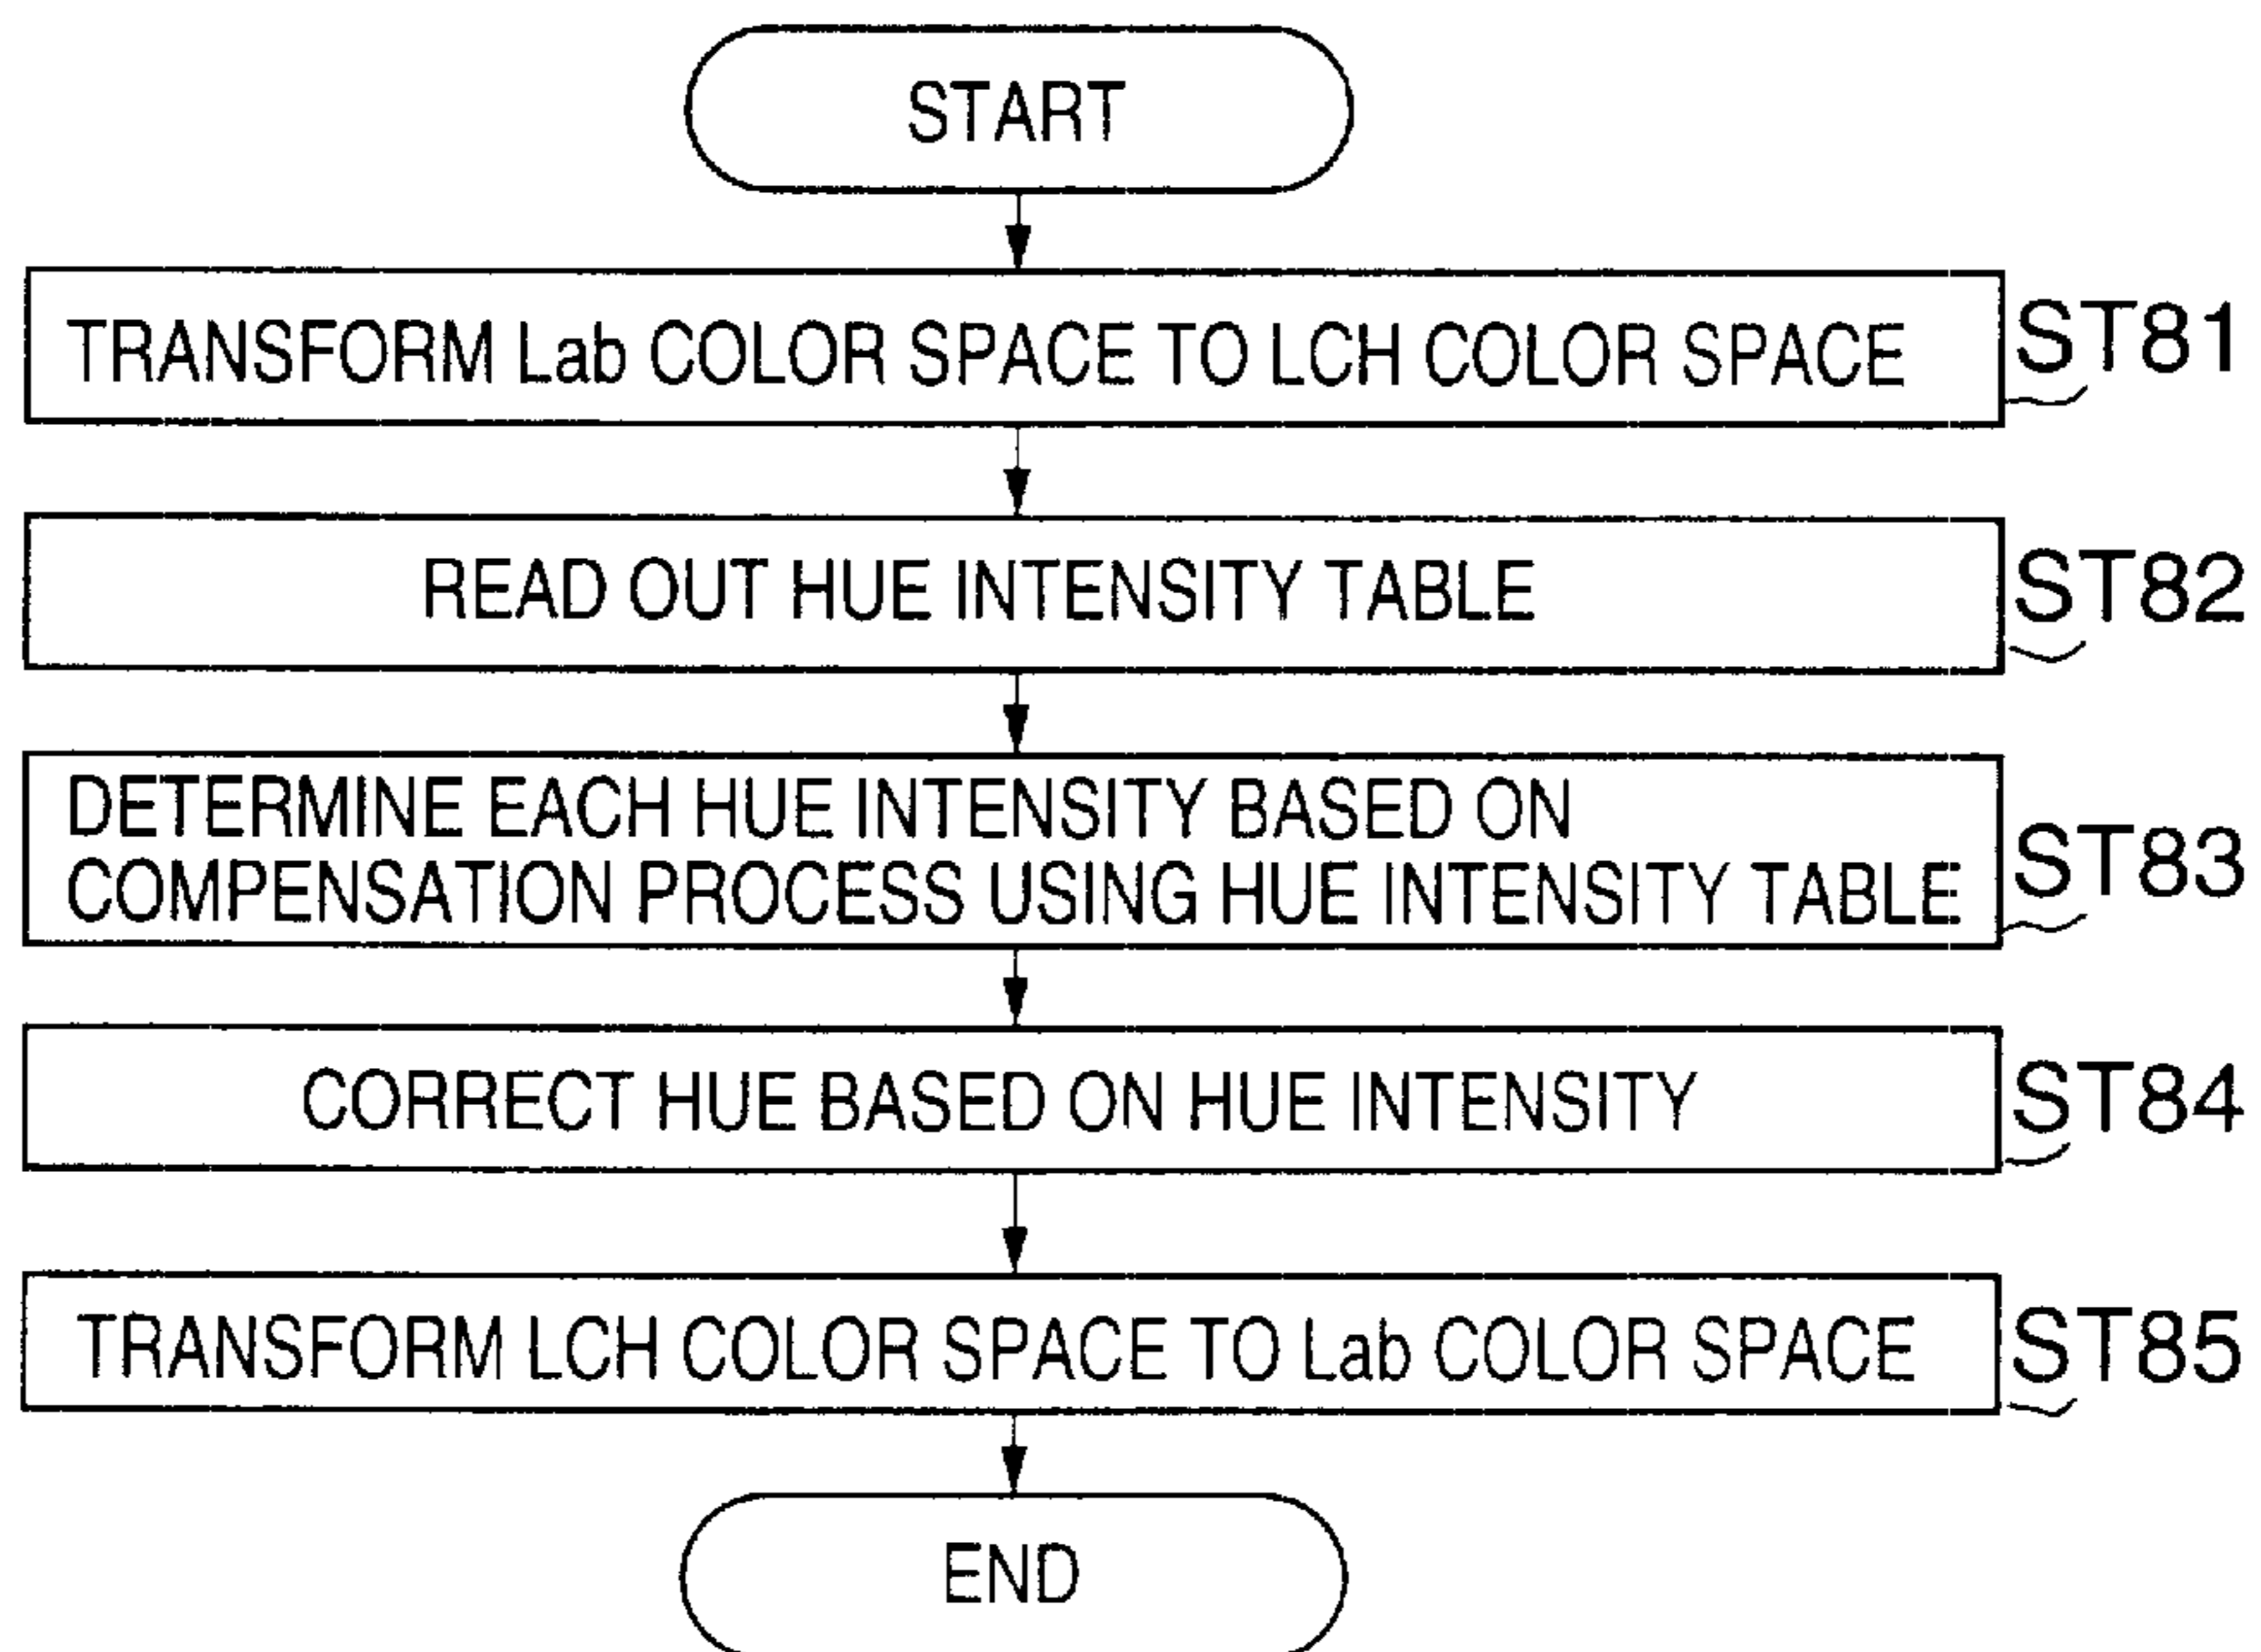 START
TRANSFORM Lab COLOR SPACE TO LCH COLOR SPACE
ST81
READ OUT HUE INTENSITY TABLE
ST82
DETERMINE EACH HUE INTENSITY BASED ON
COMPENSATION PROCESS USING HUE INTENSITY TABLE
ST83
CORRECT HUE BASED ON HUE INTENSITY
ST84
TRANSFORM LCH COLOR SPACE TO Lab COLOR SPACE
ST85
END